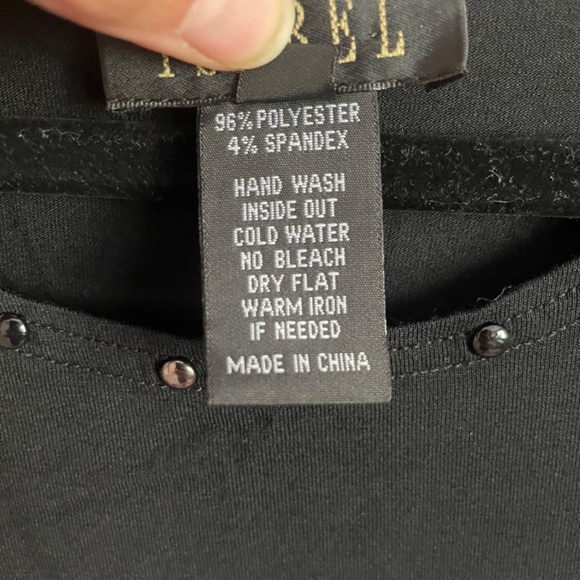 96% POLYESTER
4% SPANDEX
HAND WASH
INSIDE OUT
COLD WATER
NO BLEACH
DRY FLAT
WARM IRON
IF NEEDED
MADE IN CHINA